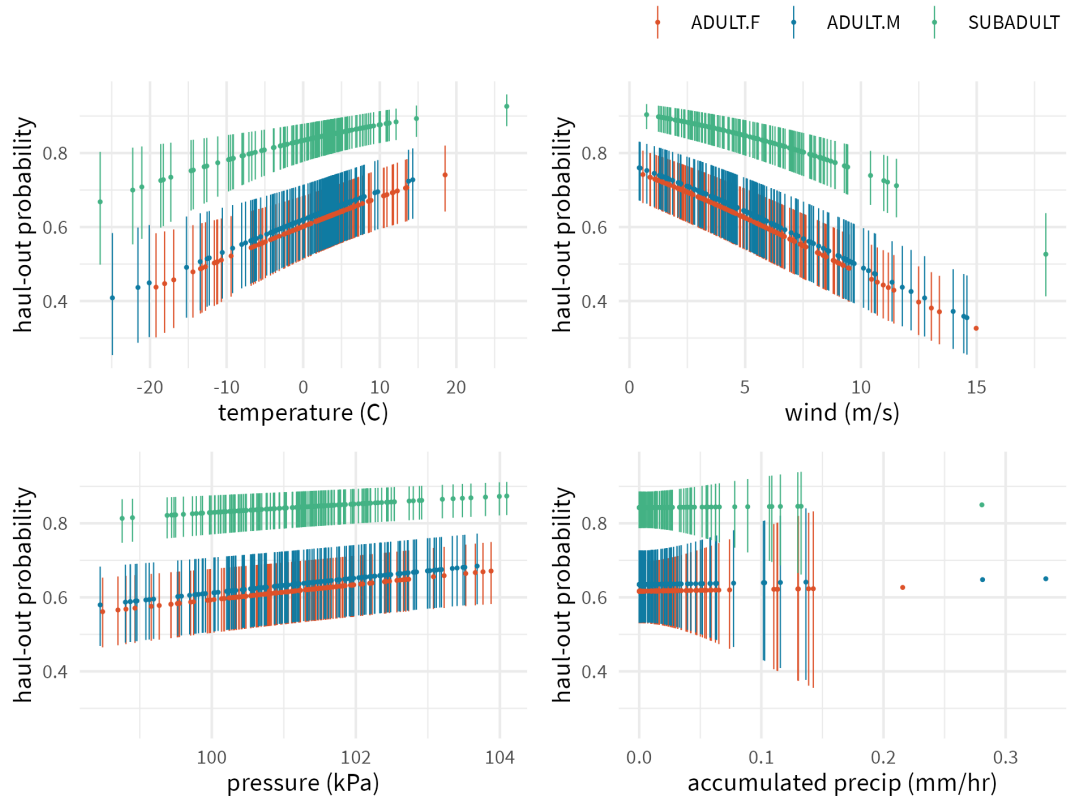 ADULT.F ADULT.M SUBADULT
haul-out probability
0.8
0.6
0.4
-20 -10 0 10 20
temperature (C)
haul-out probability
0.8
0.6
0.4
0 5 10 15
wind (m/s)
haul-out probability
0.8
0.6
0.4
100 102 104
pressure (kPa)
haul-out probability
0.8
0.6
0.4
0.0 0.1 0.2 0.3
accumulated precip (mm/hr)